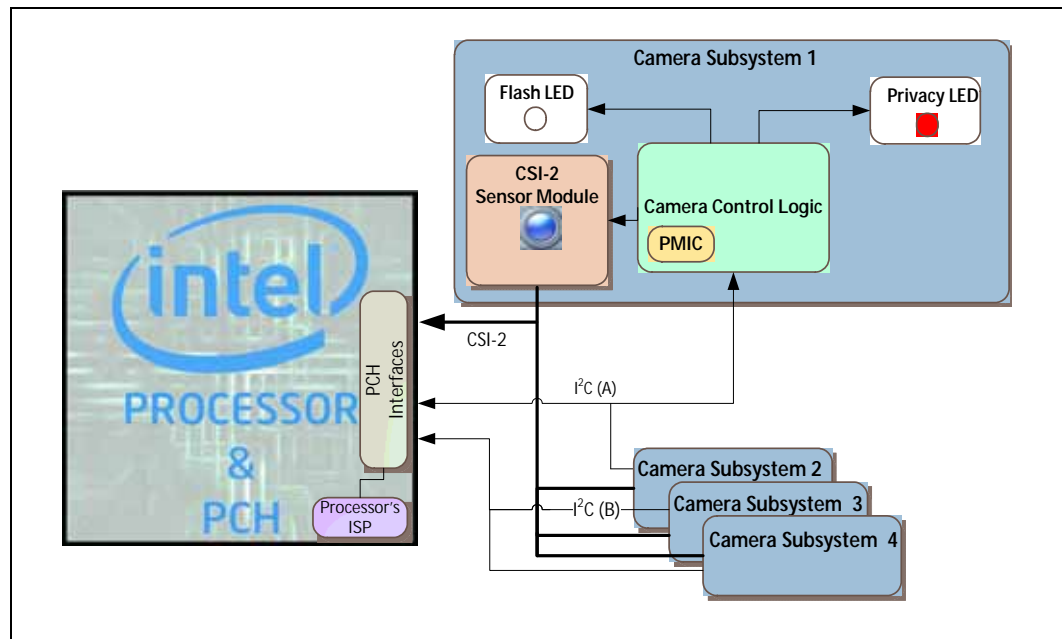 Camera Subsystem 1
Flash LED
Privacy LED
CSI-2
Sensor Module
Camera Control Logic
PMIC
intel
PROCESSOR
&
PCH
PCH
Interfaces
Processor's
ISP
CSI-2
I²C (A)
I²C (B)
Camera Subsystem 2
Camera Subsystem 3
Camera Subsystem 4